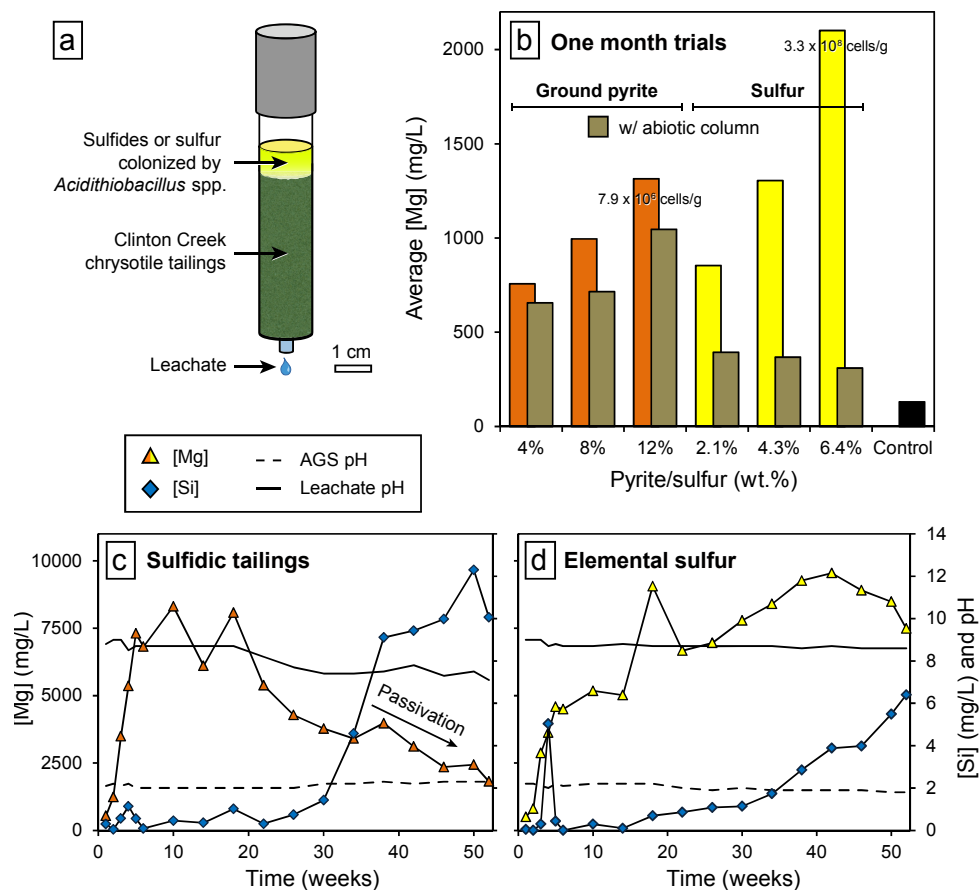 a
Sulfides or sulfur
colonized by
Acidithiobacillus spp.
Clinton Creek
chrysotile tailings
Leachate
1 cm
b One month trials
3.3 x 10⁸ cells/g
Ground pyrite
Sulfur
w/ abiotic column
7.9 x 10⁶ cells/g
Average [Mg] (mg/L)
2000
1500
1000
500
0
4% 8% 12% 2.1% 4.3% 6.4% Control
Pyrite/sulfur (wt.%)
[Mg]
[Si]
AGS pH
Leachate pH
c Sulfidic tailings
[Mg] (mg/L)
10000
7500
5000
2500
0
Passivation
0 10 20 30 40 50
Time (weeks)
d Elemental sulfur
14
12
10
8
6
4
2
0
[Si] (mg/L) and pH
0 10 20 30 40 50
Time (weeks)